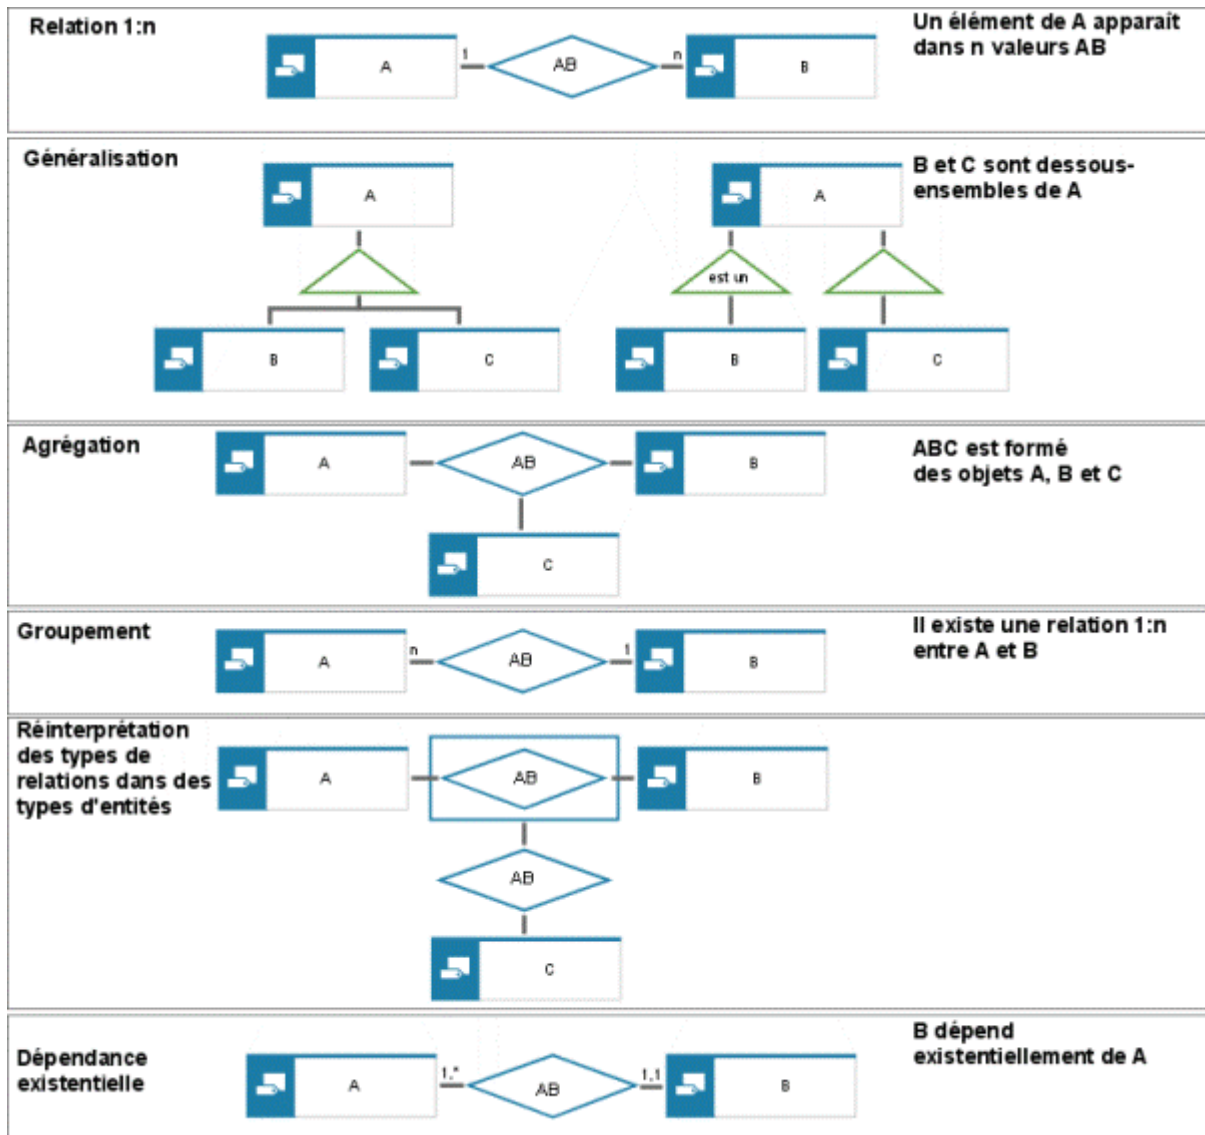 Relation 1:n
Un élément de A apparaît
dans n valeurs AB
A
1
AB
n
B
Généralisation
B et C sont dessous-
ensembles de A
A
A
est un
B
C
B
C
Agrégation
ABC est formé
des objets A, B et C
A
AB
B
C
Groupement
Il existe une relation 1:n
entre A et B
A
n
AB
1
B
Réinterprétation
des types de
relations dans des
types d'entités
A
AB
B
AB
C
Dépendance
existentielle
B dépend
existentiellement de A
A
1,*
AB
1,1
B